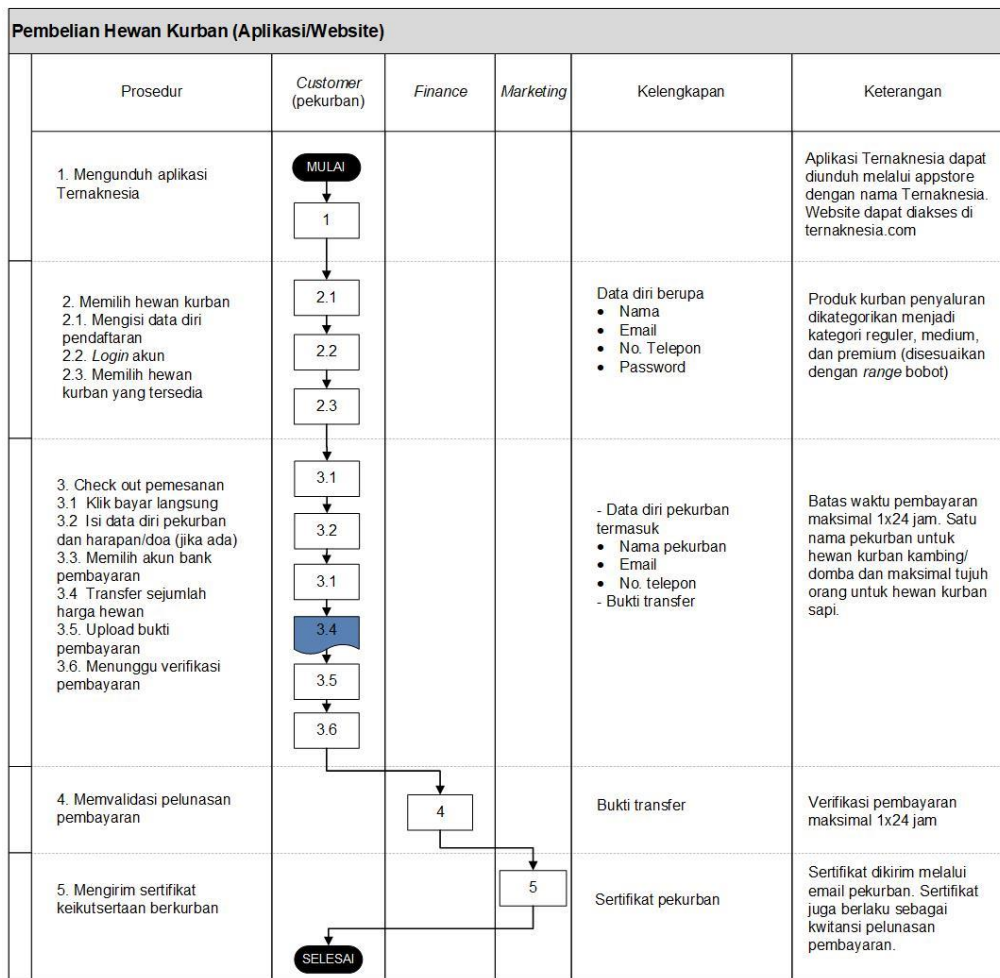 Pembelian Hewan Kurban (Aplikasi/Website)
Prosedur
Customer
(pekurban)
Finance
Marketing
Kelengkapan
Keterangan
1. Mengunduh aplikasi
Ternaknesia
MULAI
1
Aplikasi Ternaknesia dapat
diunduh melalui appstore
dengan nama Ternaknesia.
Website dapat diakses di
ternaknesia.com
2. Memilih hewan kurban
2.1. Mengisi data diri
pendaftaran
2.2. Login akun
2.3. Memilih hewan
kurban yang tersedia
2.1
2.2
2.3
Data diri berupa
• Nama
• Email
• No. Telepon
• Password
Produk kurban penyaluran
dikategorikan menjadi
kategori reguler, medium,
dan premium (disesuaikan
dengan range bobot)
3. Check out pemesanan
3.1 Klik bayar langsung
3.2 Isi data diri pekurban
dan harapan/doa (jika ada)
3.3. Memilih akun bank
pembayaran
3.4 Transfer sejumlah
harga hewan
3.5. Upload bukti
pembayaran
3.6. Menunggu verifikasi
pembayaran
3.1
3.2
3.1
3.4
3.5
3.6
- Data diri pekurban
termasuk
• Nama pekurban
• Email
• No. telepon
- Bukti transfer
Batas waktu pembayaran
maksimal 1x24 jam. Satu
nama pekurban untuk
hewan kurban kambing/
domba dan maksimal tujuh
orang untuk hewan kurban
sapi.
4. Memvalidasi pelunasan
pembayaran
4
Bukti transfer
Verifikasi pembayaran
maksimal 1x24 jam
5. Mengirim sertifikat
keikutsertaan berkurban
5
SELESAI
Sertifikat pekurban
Sertifikat dikirim melalui
email pekurban. Sertifikat
juga berlaku sebagai
kwitansi pelunasan
pembayaran.